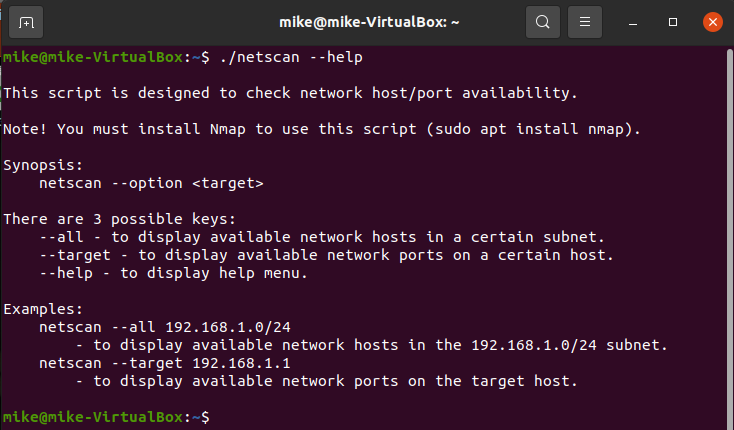 mike@mike-VirtualBox: ~
mike@mike-VirtualBox:~$ ./netscan --help
This script is designed to check network host/port availability.
Note! You must install Nmap to use this script (sudo apt install nmap).
Synopsis:
netscan --option <target>
There are 3 possible keys:
--all - to display available network hosts in a certain subnet.
--target - to display available network ports on a certain host.
--help - to display help menu.
Examples:
netscan --all 192.168.1.0/24
- to display available network hosts in the 192.168.1.0/24 subnet.
netscan --target 192.168.1.1
- to display available network ports on the target host.
mike@mike-VirtualBox:~$